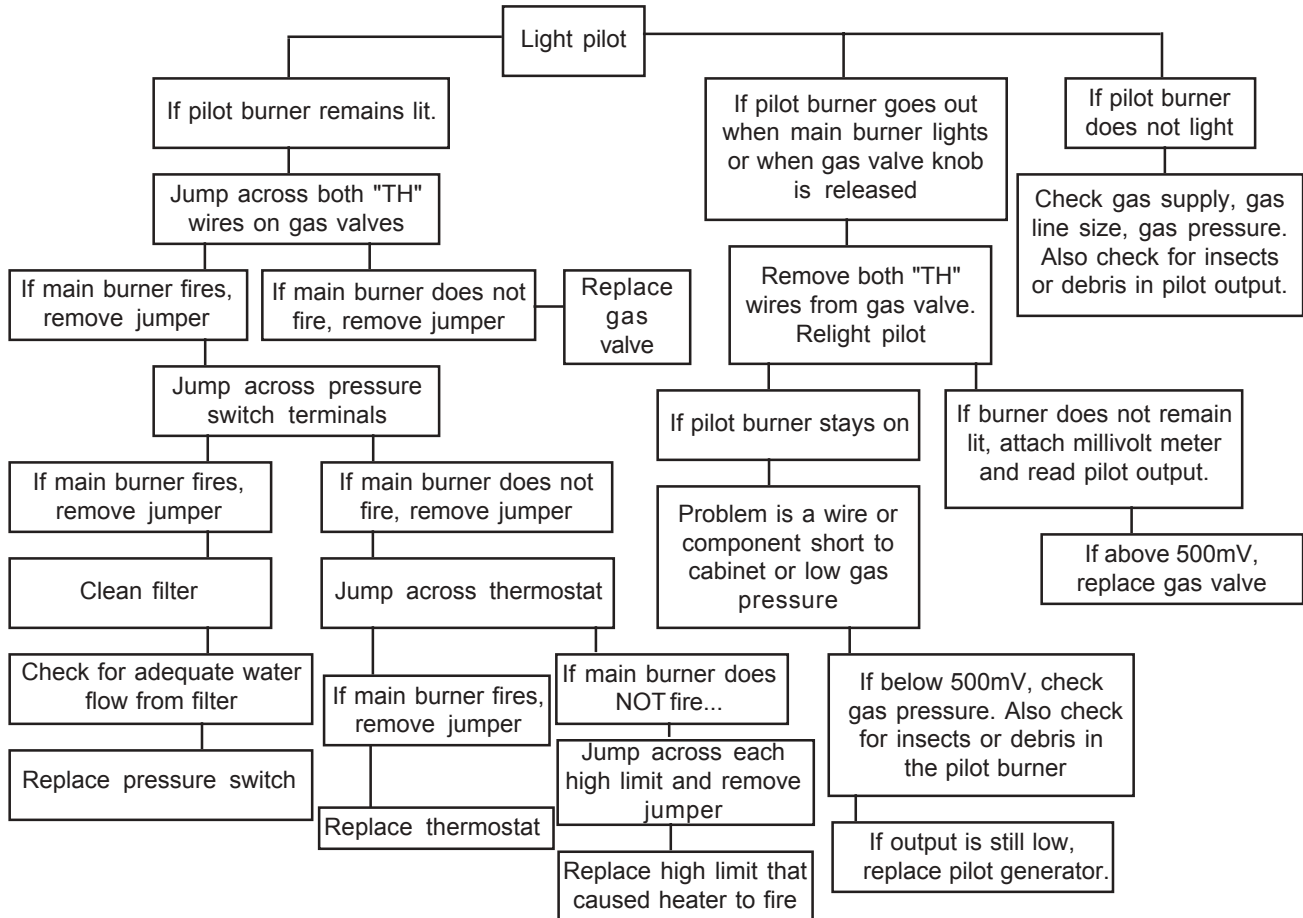 Light pilot
If pilot burner remains lit.
If pilot burner goes out
when main burner lights
or when gas valve knob
is released
If pilot burner
does not light
Jump across both "TH"
wires on gas valves
Check gas supply, gas
line size, gas pressure.
Also check for insects
or debris in pilot output.
If main burner fires,
remove jumper
If main burner does not
fire, remove jumper
Replace
gas
valve
Remove both "TH"
wires from gas valve.
Relight pilot
Jump across pressure
switch terminals
If pilot burner stays on
If burner does not remain
lit, attach millivolt meter
and read pilot output.
If main burner fires,
remove jumper
If main burner does not
fire, remove jumper
Problem is a wire or
component short to
cabinet or low gas
pressure
If above 500mV,
replace gas valve
Clean filter
Jump across thermostat
Check for adequate water
flow from filter
If main burner fires,
remove jumper
If main burner does
NOT fire...
If below 500mV, check
gas pressure. Also check
for insects or debris in
the pilot burner
Replace pressure switch
Jump across each
high limit and remove
jumper
Replace thermostat
If output is still low,
replace pilot generator.
Replace high limit that
caused heater to fire